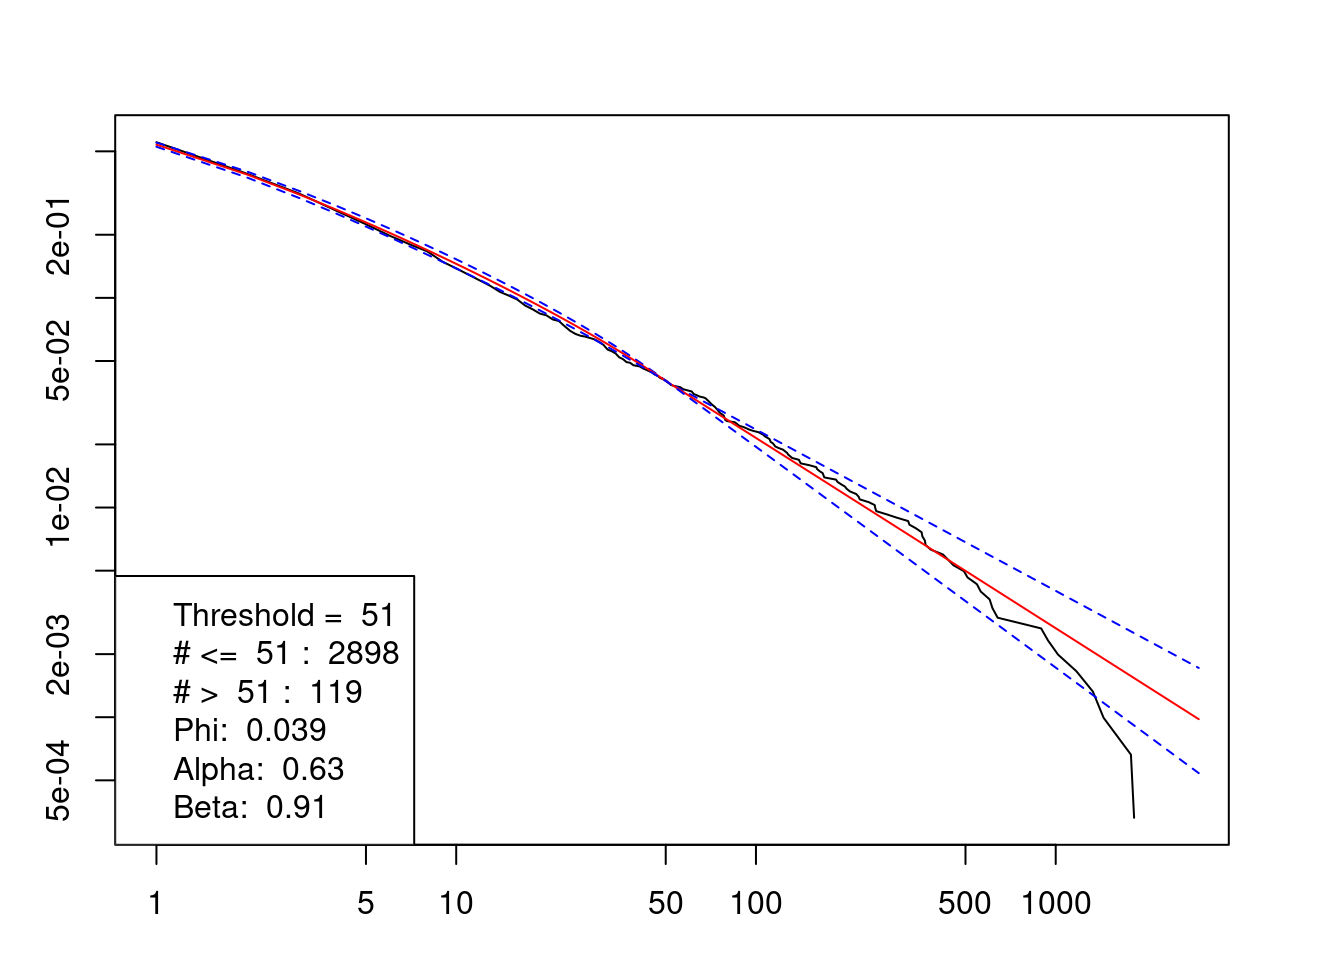 2e-01
5e-02
1e-02
2e-03
5e-04
Threshold = 51
# <= 51 : 2898
# > 51 : 119
Phi: 0.039
Alpha: 0.63
Beta: 0.91
1 5 10 50 100 500 1000